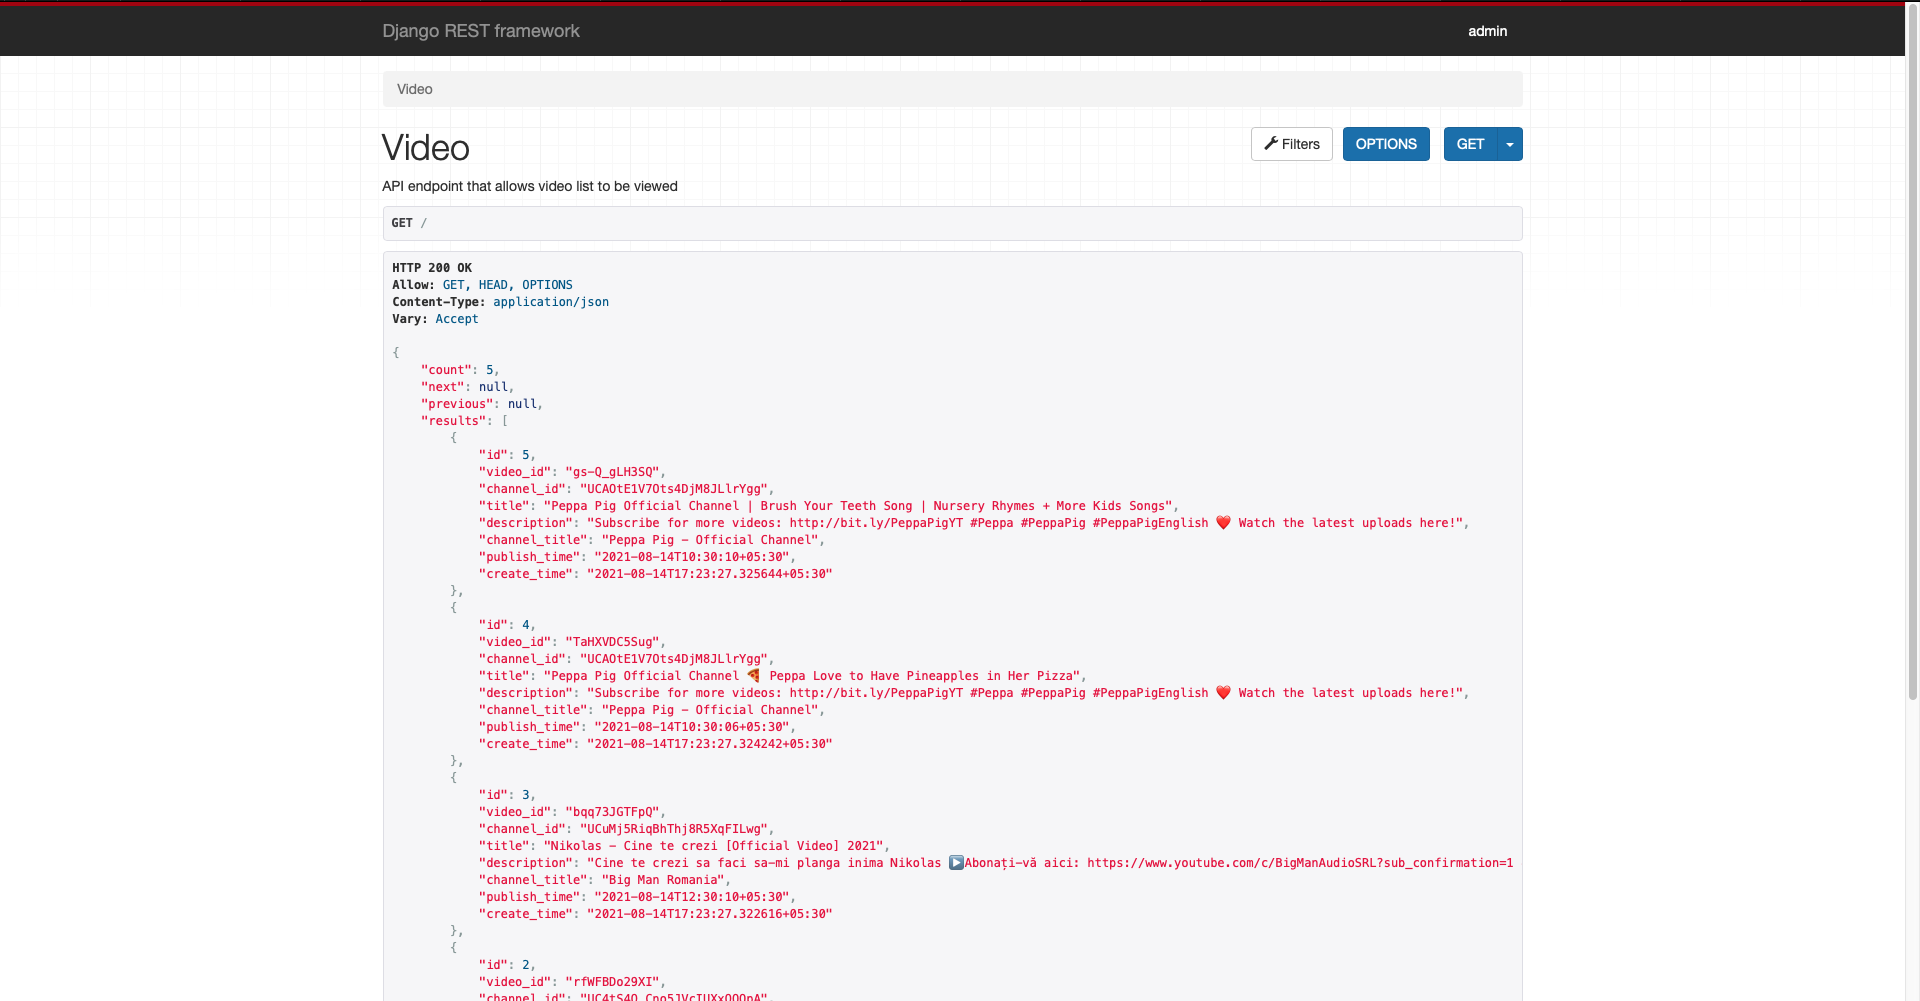 Django REST framework
admin
Video
Video
Filters
OPTIONS
GET
API endpoint that allows video list to be viewed
GET /
HTTP 200 OK
Allow: GET, HEAD, OPTIONS
Content-Type: application/json
Vary: Accept
{
"count": 5,
"next": null,
"previous": null,
"results": [
{
"id": 5,
"video_id": "gs-Q_gLH3SQ",
"channel_id": "UCAOtE1V7Ots4DjM8JLlrYgg",
"title": "Peppa Pig Official Channel | Brush Your Teeth Song | Nursery Rhymes + More Kids Songs",
"description": "Subscribe for more videos: http://bit.ly/PeppaPigYT #Peppa #PeppaPig #PeppaPigEnglish ❤️ Watch the latest uploads here!",
"channel_title": "Peppa Pig - Official Channel",
"publish_time": "2021-08-14T10:30:10+05:30",
"create_time": "2021-08-14T17:23:27.325644+05:30"
},
{
"id": 4,
"video_id": "TaHXVDC5Sug",
"channel_id": "UCAOtE1V7Ots4DjM8JLlrYgg",
"title": "Peppa Pig Official Channel 🍕 Peppa Love to Have Pineapples in Her Pizza",
"description": "Subscribe for more videos: http://bit.ly/PeppaPigYT #Peppa #PeppaPig #PeppaPigEnglish ❤️ Watch the latest uploads here!",
"channel_title": "Peppa Pig - Official Channel",
"publish_time": "2021-08-14T10:30:06+05:30",
"create_time": "2021-08-14T17:23:27.324242+05:30"
},
{
"id": 3,
"video_id": "bqq73JGTFpQ",
"channel_id": "UCuMj5RiqBhThj8R5XqFILwg",
"title": "Nikolas - Cine te crezi [Official Video] 2021",
"description": "Cine te crezi sa faci sa-mi planga inima Nikolas ▶️Abonați-vă aici: https://www.youtube.com/c/BigManAudioSRL?sub_confirmation=1
"channel_title": "Big Man Romania",
"publish_time": "2021-08-14T12:30:10+05:30",
"create_time": "2021-08-14T17:23:27.322616+05:30"
},
{
"id": 2,
"video_id": "rfWFBDo29XI",
"channel_id":